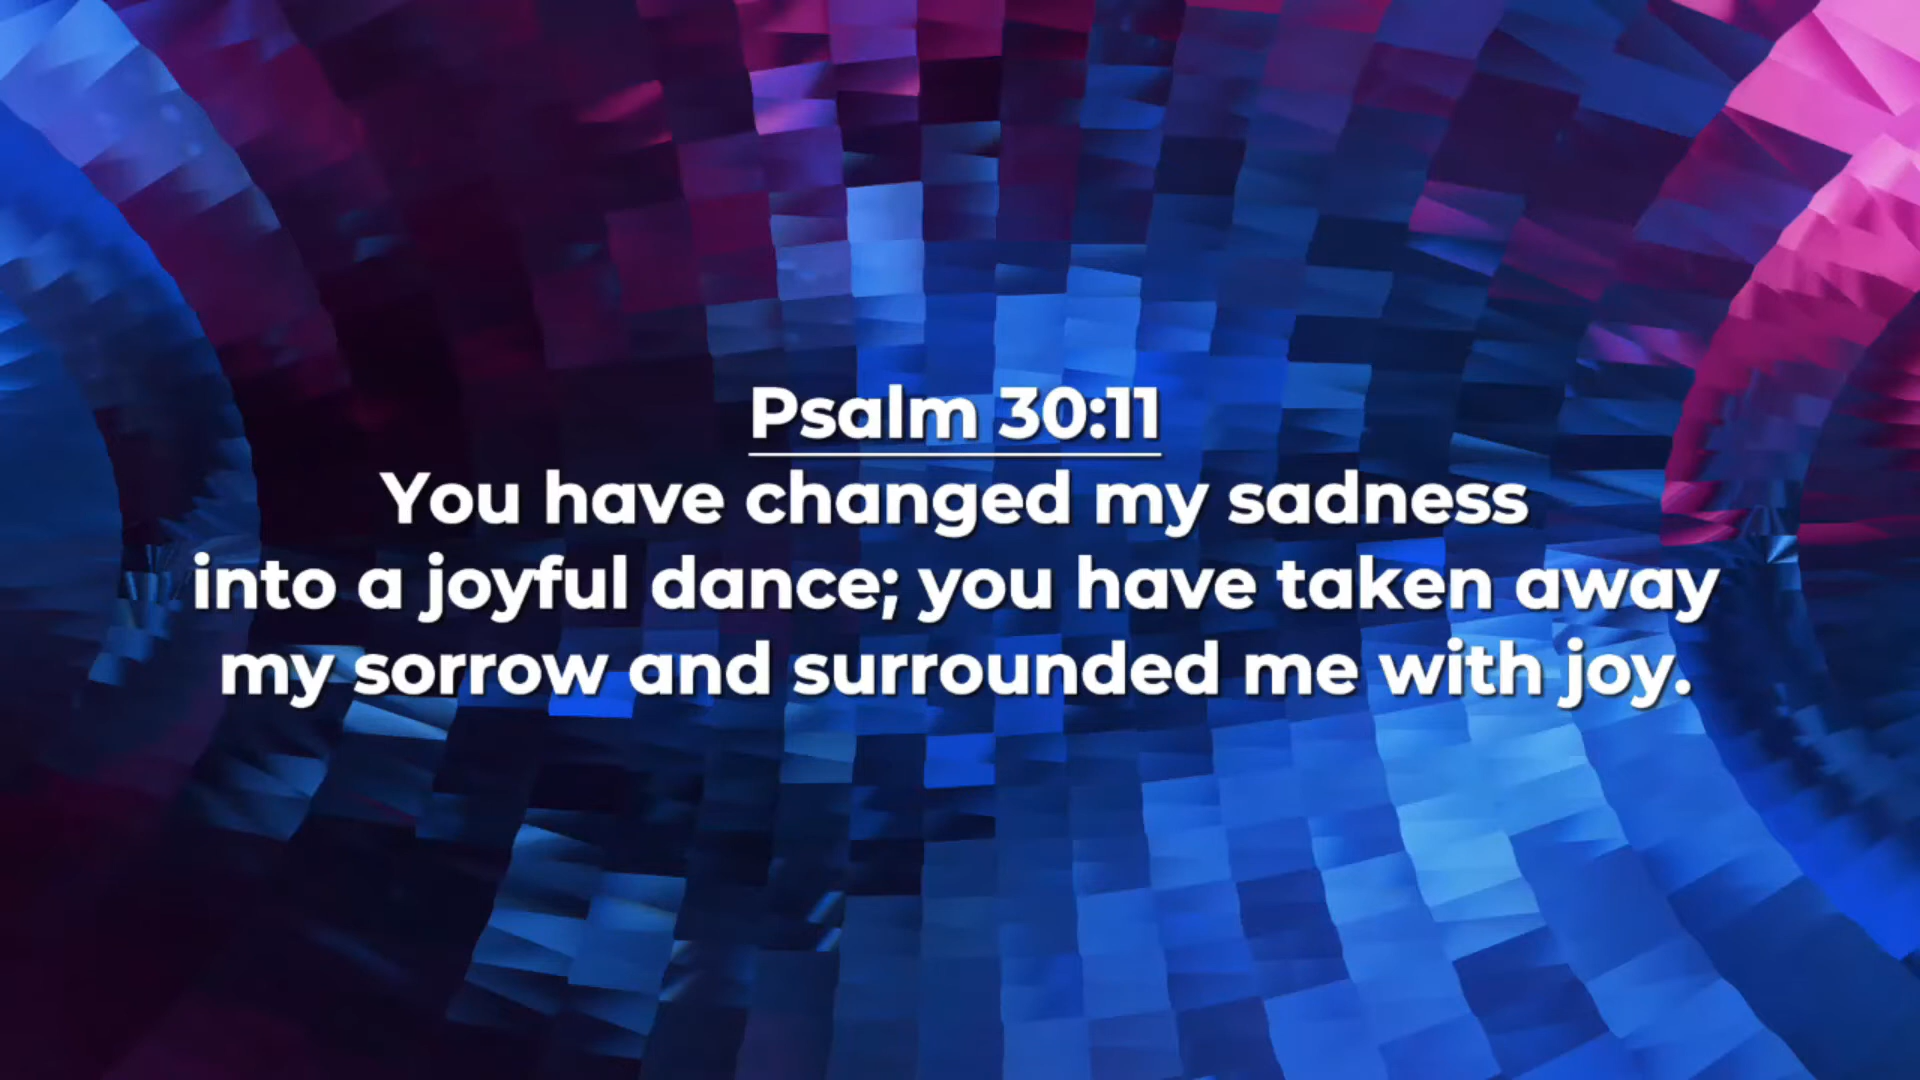 Psalm 30:11
You have changed my sadness
into a joyful dance; you have taken away
my sorrow and surrounded me with joy.